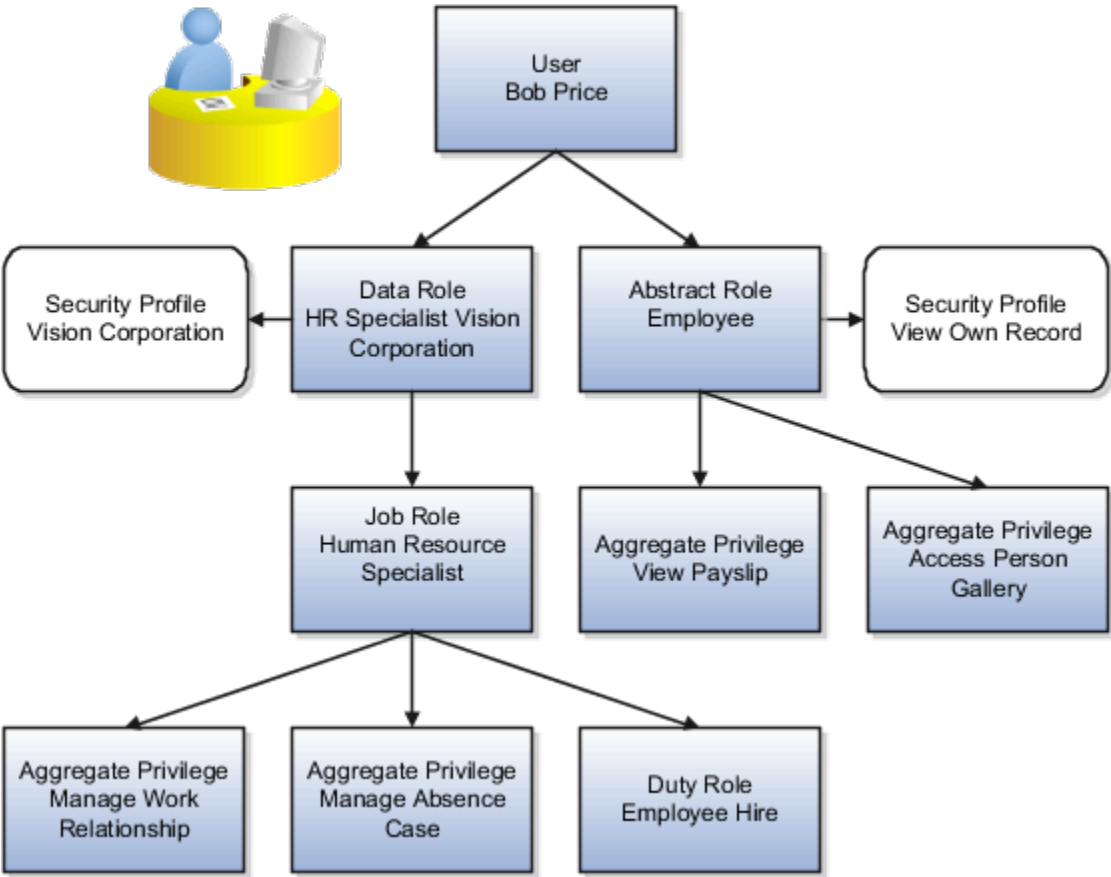 User
Bob Price
Security Profile
Vision Corporation
Data Role
HR Specialist Vision
Corporation
Abstract Role
Employee
Security Profile
View Own Record
Job Role
Human Resource
Specialist
Aggregate Privilege
View Payslip
Aggregate Privilege
Access Person
Gallery
Aggregate Privilege
Manage Work
Relationship
Aggregate Privilege
Manage Absence
Case
Duty Role
Employee Hire